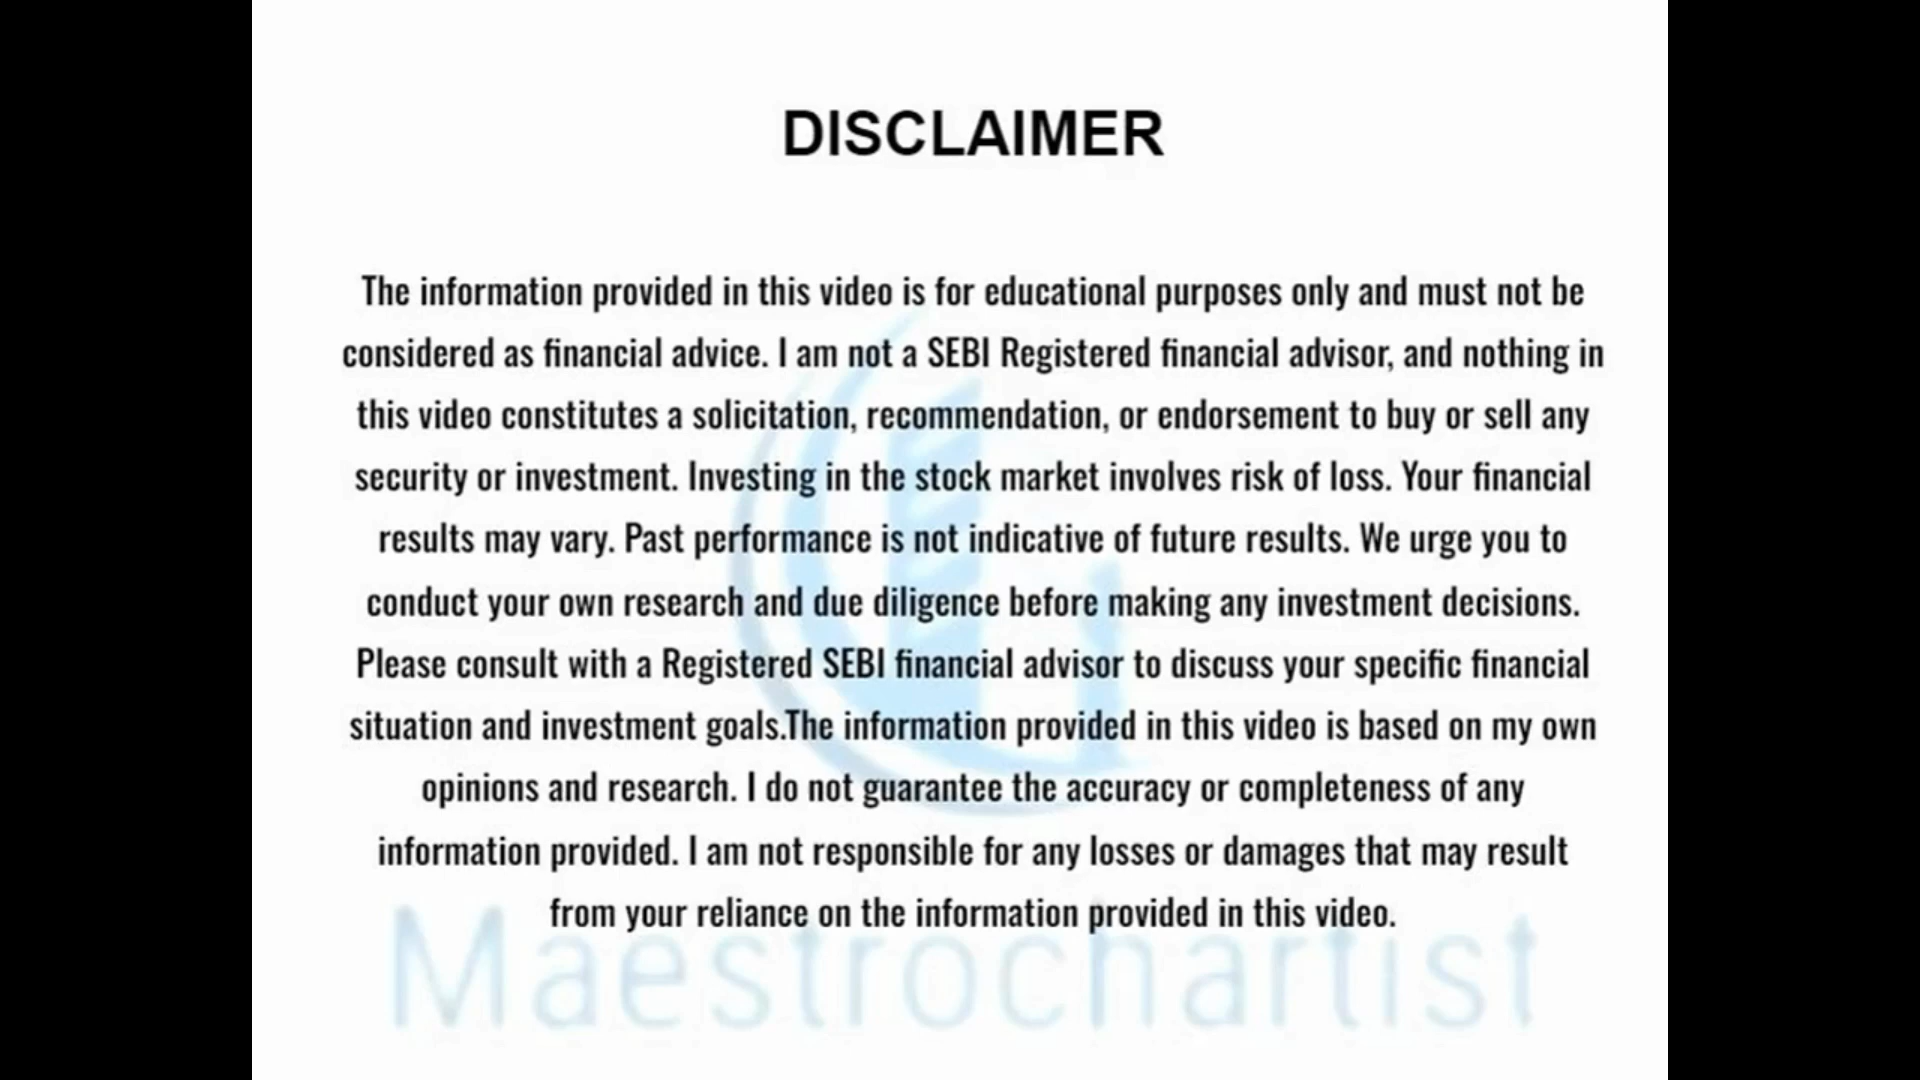 DISCLAIMER
The information provided in this video is for educational purposes only and must not be
considered as financial advice. I am not a SEBI Registered financial advisor, and nothing in
this video constitutes a solicitation, recommendation, or endorsement to buy or sell any
security or investment. Investing in the stock market involves risk of loss. Your financial
results may vary. Past performance is not indicative of future results. We urge you to
conduct your own research and due diligence before making any investment decisions.
Please consult with a Registered SEBI financial advisor to discuss your specific financial
situation and investment goals.The information provided in this video is based on my own
opinions and research. I do not guarantee the accuracy or completeness of any
information provided. I am not responsible for any losses or damages that may result
from your reliance on the information provided in this video.
Maestrochartist